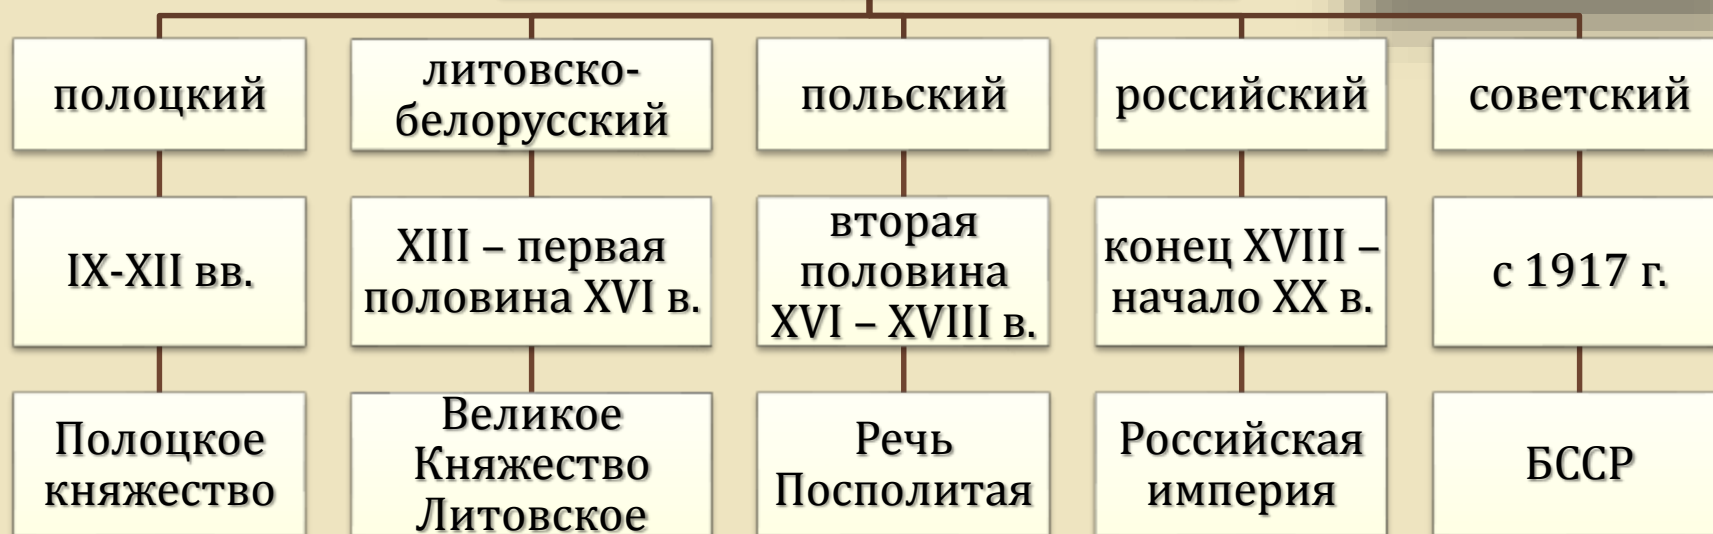 полоцкий
литовско-
белорусский
польский
российский
советский
IX-XII вв.
XIII – первая
половина XVI в.
вторая
половина
XVI – XVIII в.
конец XVIII –
начало XX в.
с 1917 г.
Полоцкое
княжество
Великое
Княжество
Литовское
Речь
Посполитая
Российская
империя
БССР